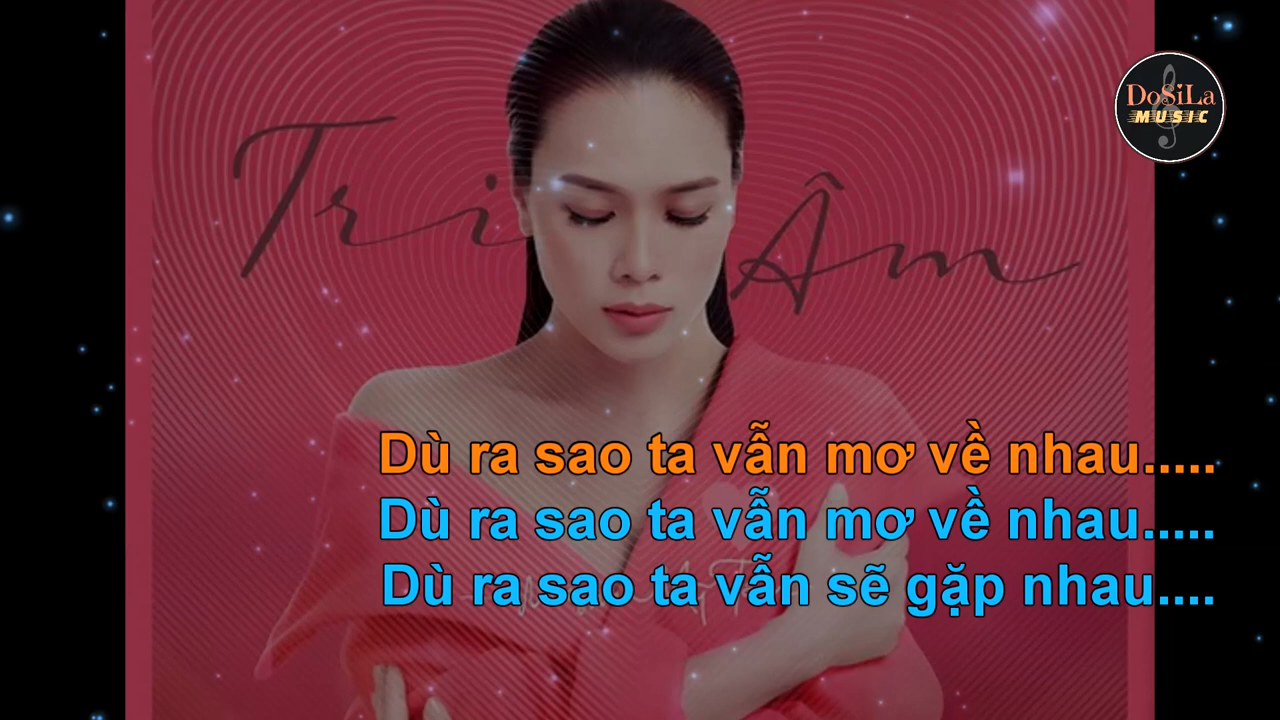 Tri Âm
DoSiLa
MUSIC
Dù ra sao ta vẫn mơ về nhau.....
Dù ra sao ta vẫn mơ về nhau.....
Dù ra sao ta vẫn sẽ gặp nhau....